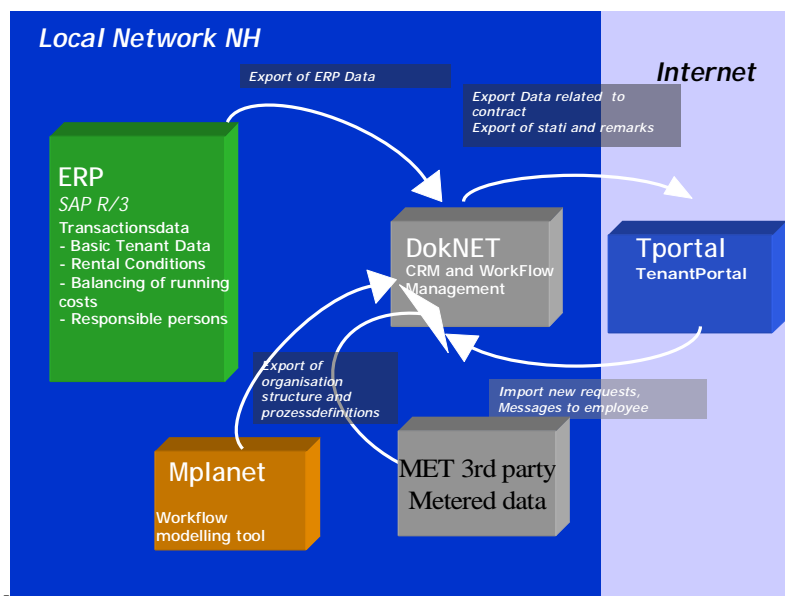 Local Network NH
Internet
Export of ERP Data
Export Data related to
contract
Export of stati and remarks
ERP
SAP R/3
Transactionsdata
- Basic Tenant Data
- Rental Conditions
- Balancing of running
costs
- Responsible persons
DokNET
CRM and WorkFlow
Management
Tportal
TenantPortal
Export of
organisation
structure and
prozessdefinitions
Import new requests,
Messages to employee
Mplanet
Workflow
modelling tool
MET 3rd party
Metered data